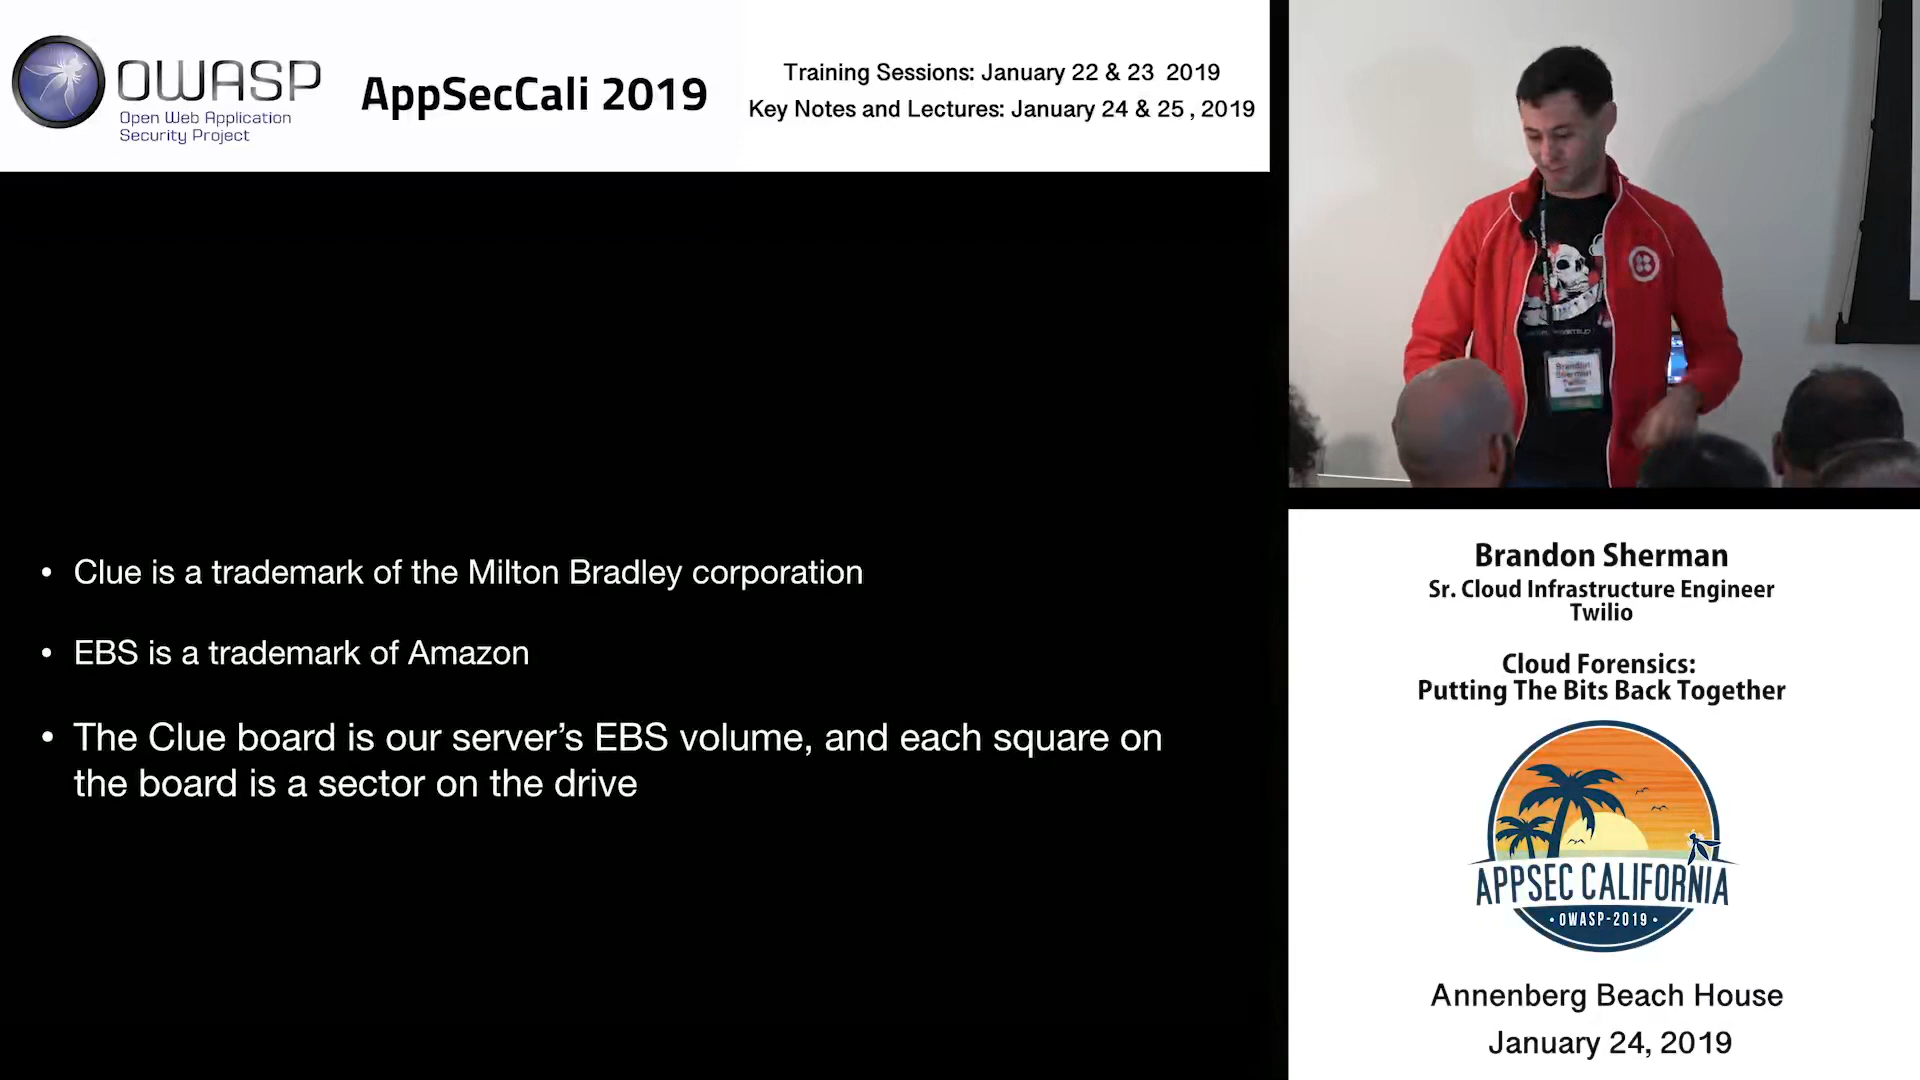 OWASP
Open Web Application
Security Project
AppSecCali 2019
Training Sessions: January 22 & 23 2019
Key Notes and Lectures: January 24 & 25 , 2019
• Clue is a trademark of the Milton Bradley corporation
• EBS is a trademark of Amazon
• The Clue board is our server’s EBS volume, and each square on
the board is a sector on the drive
Brandon
Sherman
Twilio
Brandon Sherman
Sr. Cloud Infrastructure Engineer
Twilio
Cloud Forensics:
Putting The Bits Back Together
APPSEC CALIFORNIA
• OWASP-2019 •
Annenberg Beach House
January 24, 2019